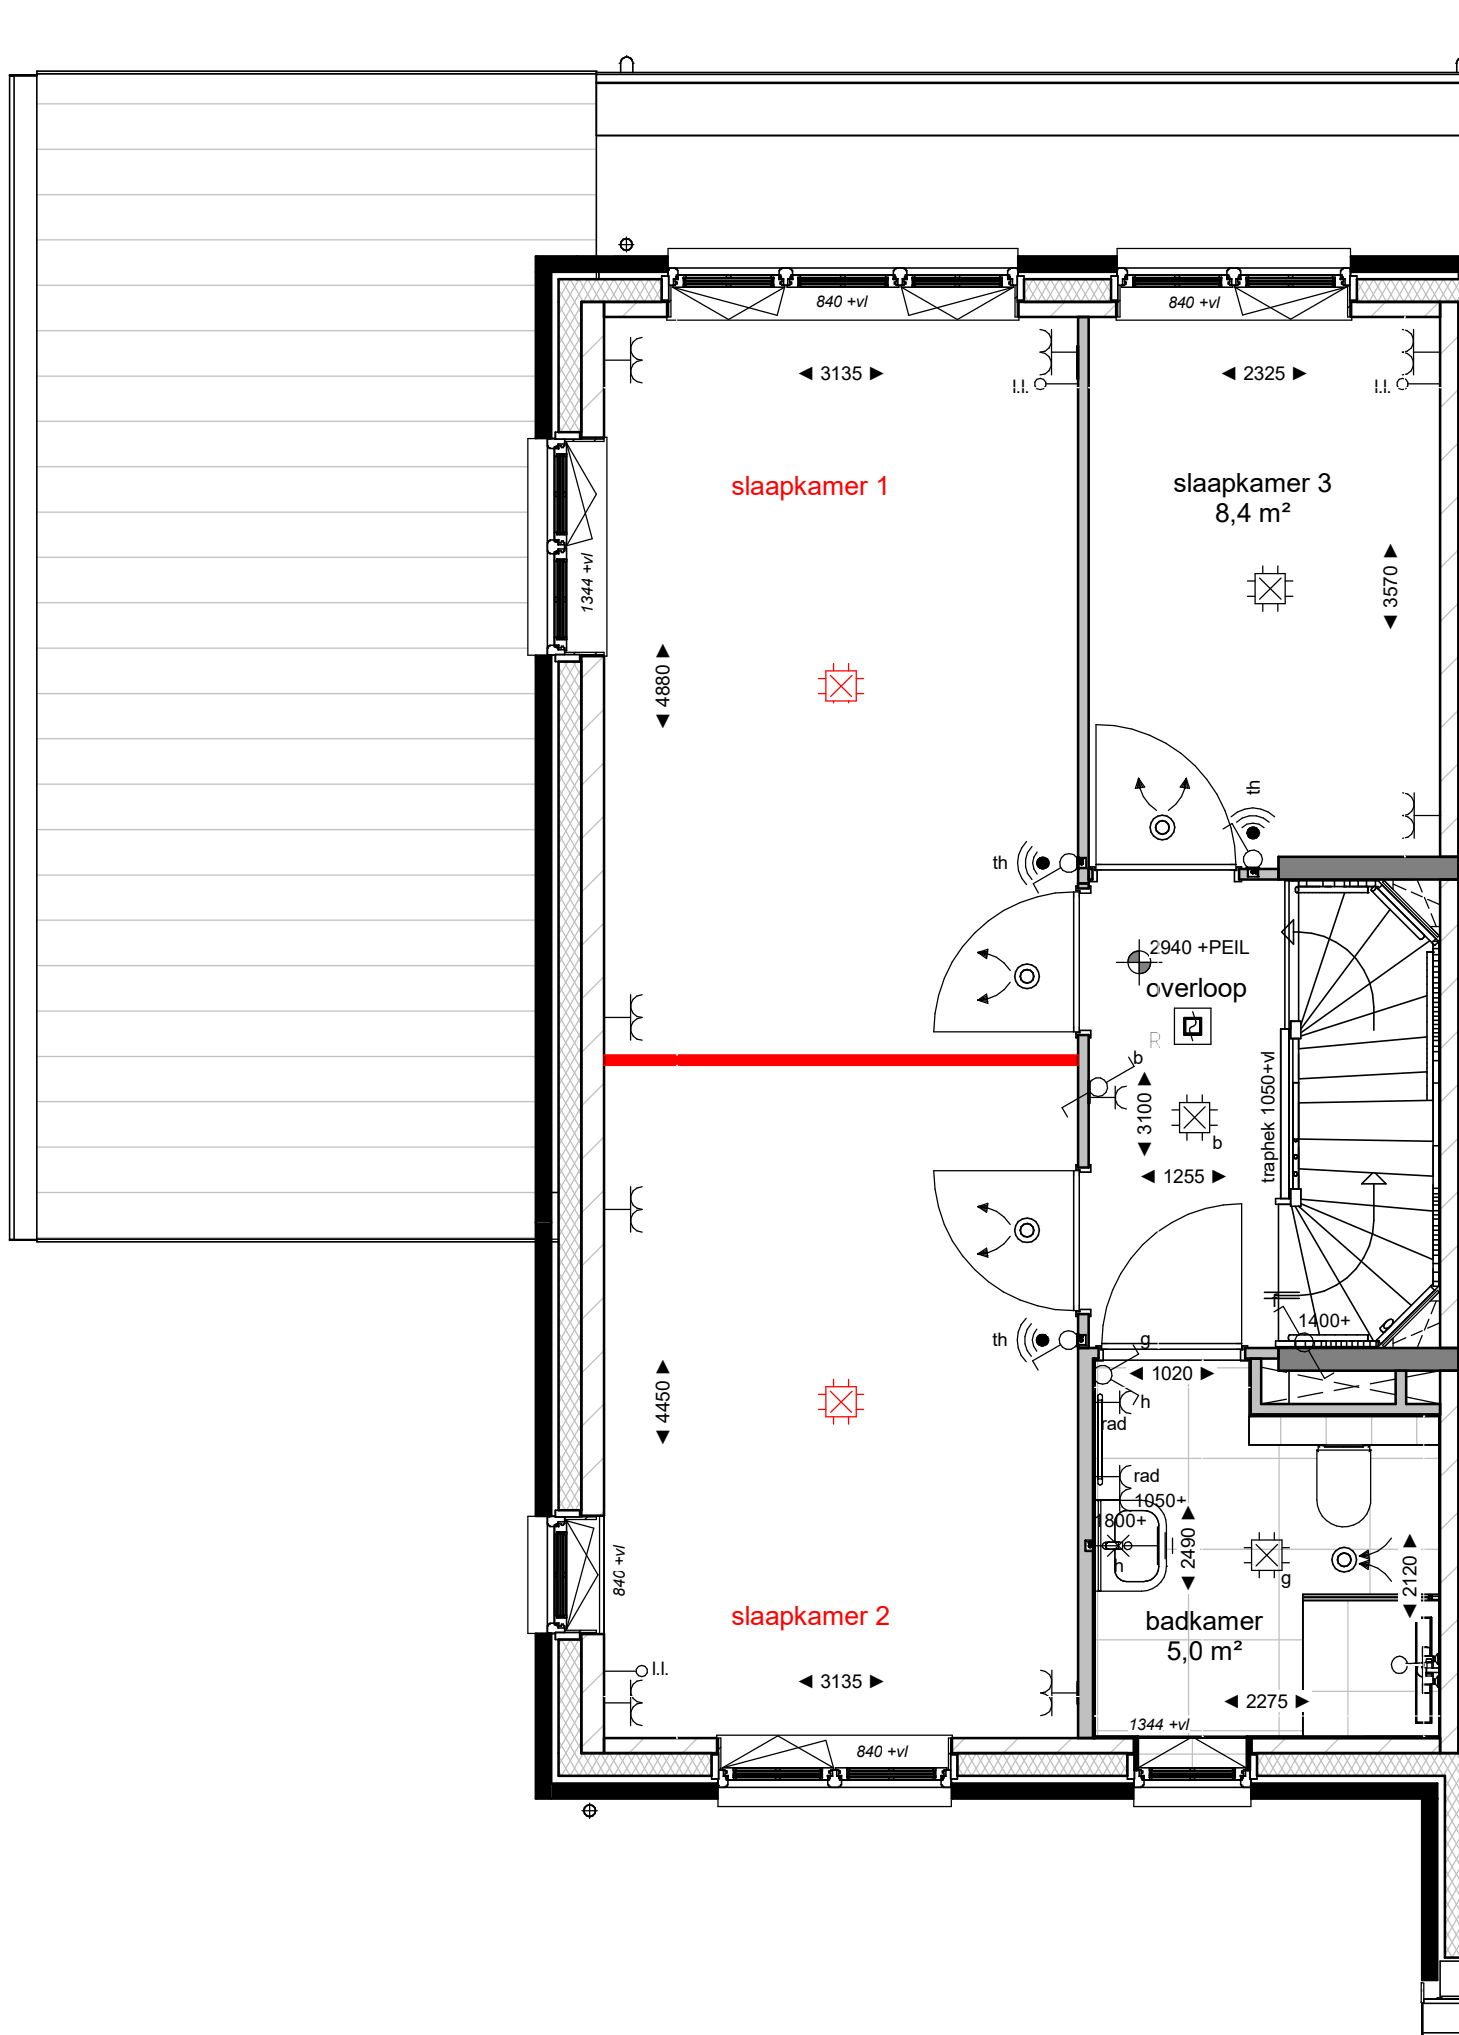 840 +vl
840 +vl
◄ 3135 ►
◄ 2325 ►
l.l.
l.l.
slaapkamer 1
slaapkamer 3
8,4 m²
1344 +vl
◄ 3570 ►
◄ 4880 ►
th
th
2940 +PEIL
overloop
R
b
◄ 3100 ►
traphek 1050+vl
b
◄ 1255 ►
th
1400+
g
◄ 1020 ►
◄ 4450 ►
h
rad
rad
1050+
1800+
◄ 2490 ►
h
g
◄ 2120 ►
840 +vl
slaapkamer 2
badkamer
5,0 m²
l.l.
◄ 3135 ►
◄ 2275 ►
1344 +vl
840 +vl